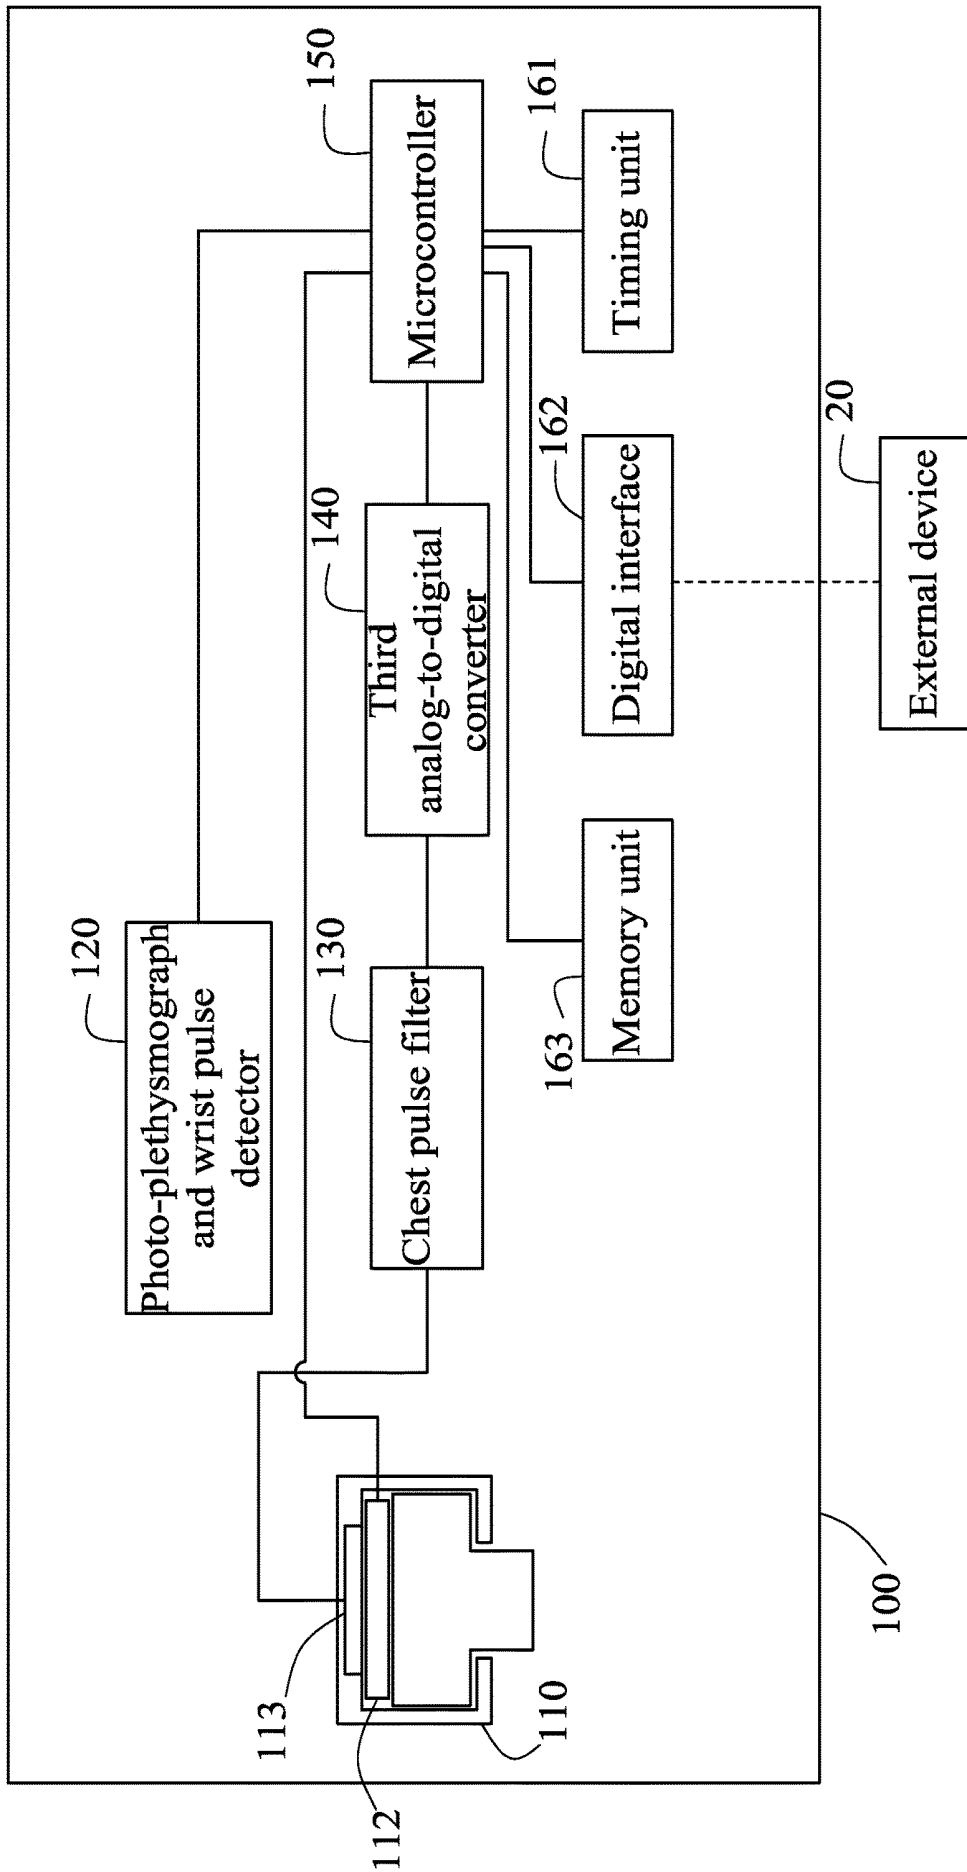 120
Photo-plethysmograph
and wrist pulse
detector
150
Microcontroller
140
Third
analog-to-digital
converter
130
Chest pulse filter
113
112
110
163
Memory unit
162
Digital interface
161
Timing unit
100
20
External device